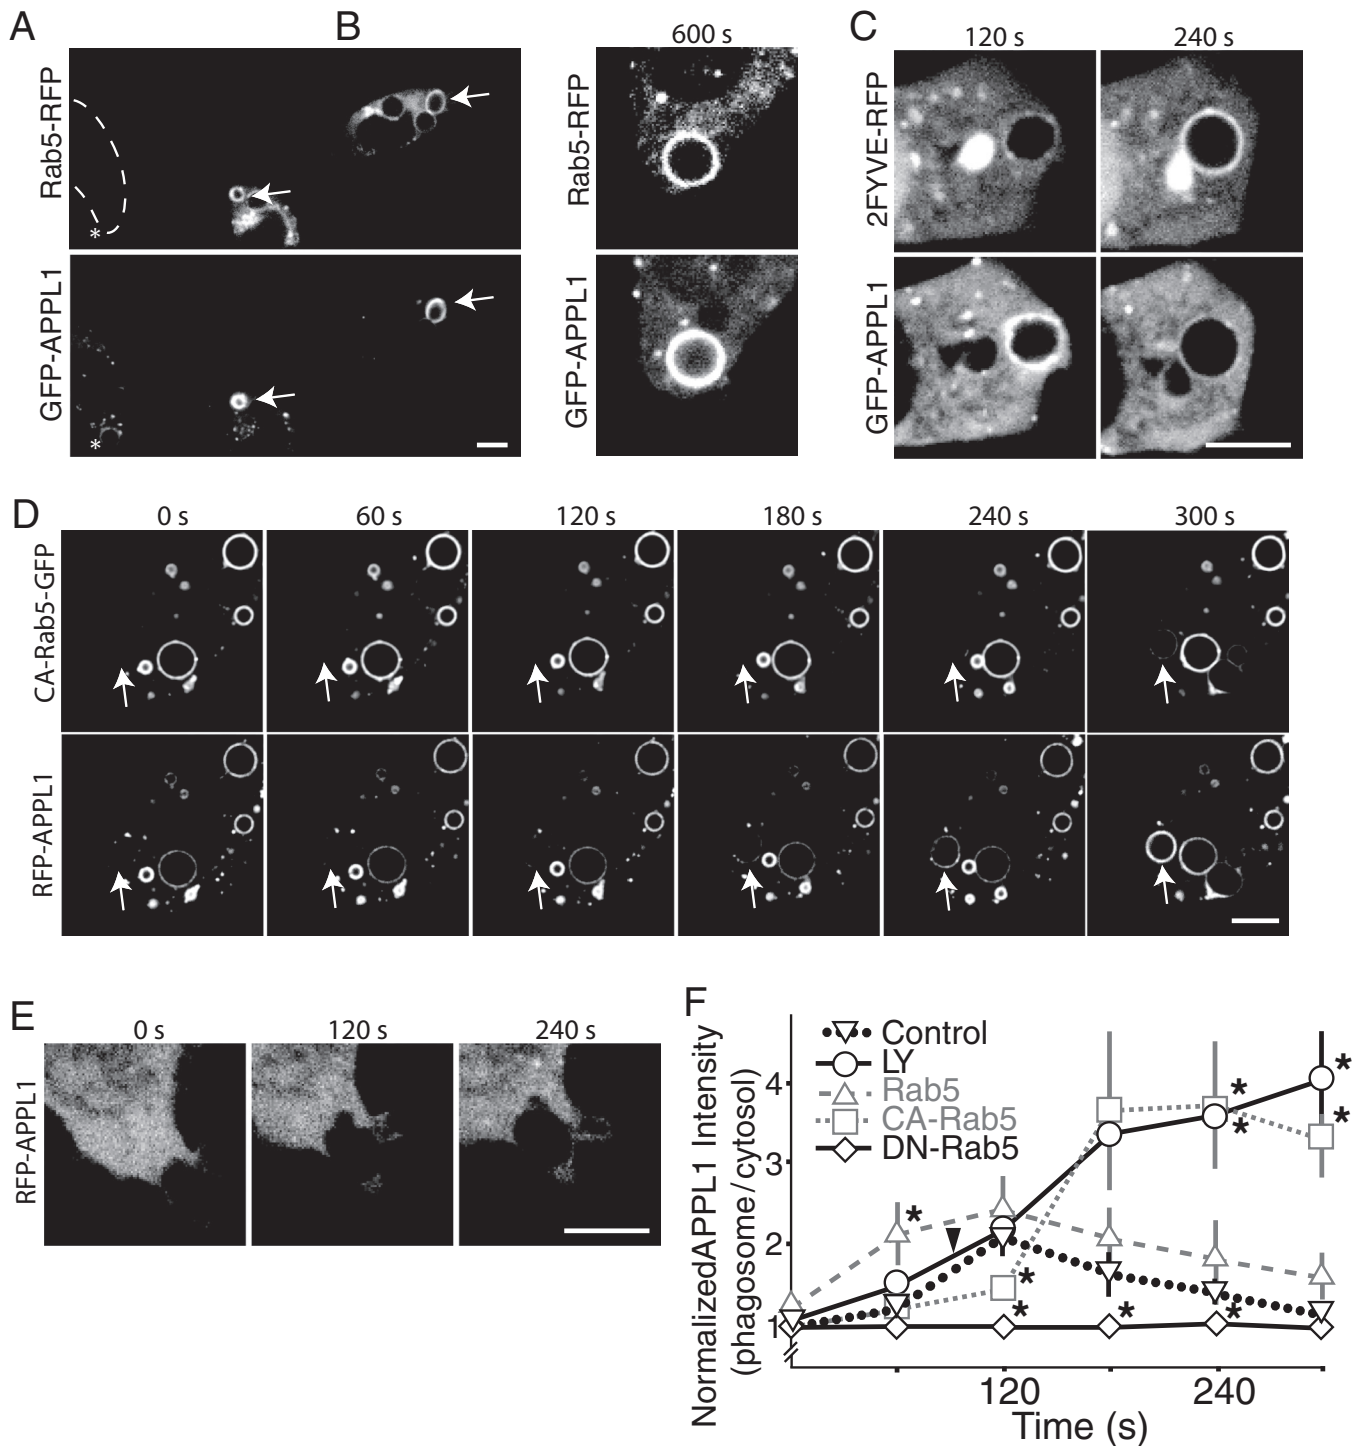 A
B
C
600 s
120 s
240 s
Rab5-RFP
Rab5-RFP
2FYVE-RFP
*
GFP-APPL1
GFP-APPL1
GFP-APPL1
*
D
0 s
60 s
120 s
180 s
240 s
300 s
CA-Rab5-GFP
RFP-APPL1
E
0 s
120 s
240 s
RFP-APPL1
F
NormalizedAPPL1 Intensity
(phagosome/cytosol)
Control
LY
Rab5
CA-Rab5
DN-Rab5
4
3
2
1
* * * * * * * * *
120
240
Time (s)